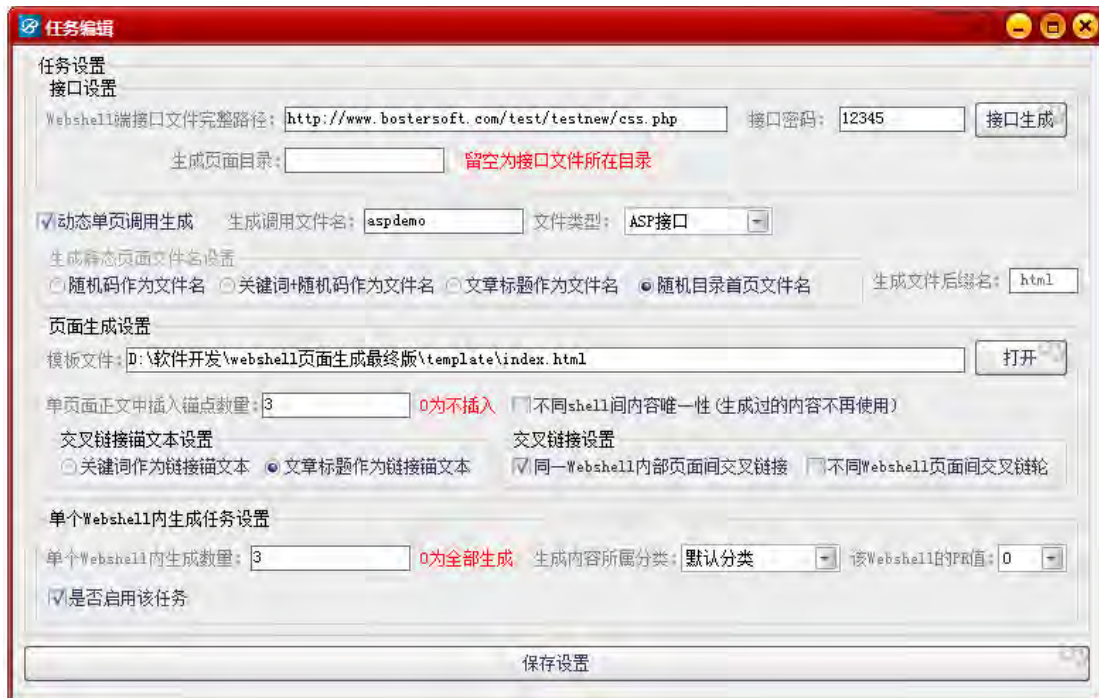 任务编辑
任务设置
接口设置
Webshell端接口文件完整路径: http://www.bostersoft.com/test/testnew/css.php 接口密码: 12345 接口生成
生成页面目录: 留空为接口文件所在目录
动态单页调用生成 生成调用文件名: aspdemo 文件类型: ASP接口
生成静态页面文件名设置
随机码作为文件名 关键词+随机码作为文件名 文章标题作为文件名 随机目录首页文件名 生成文件后缀名: html
页面生成设置
模板文件: D:\软件开发\webshell页面生成最终版\template\index.html 打开
单页面正文中插入锚点数量: 3 0为不插入 不同shell间内容唯一性(生成过的内容不再使用)
交叉链接锚文本设置 交叉链接设置
关键词作为链接锚文本 文章标题作为链接锚文本 同一Webshell内部页面间交叉链接 不同Webshell页面间交叉链轮
单个Webshell内生成任务设置
单个Webshell内生成数量: 3 0为全部生成 生成内容所属分类: 默认分类 该Webshell的PR值: 0
是否启用该任务
保存设置